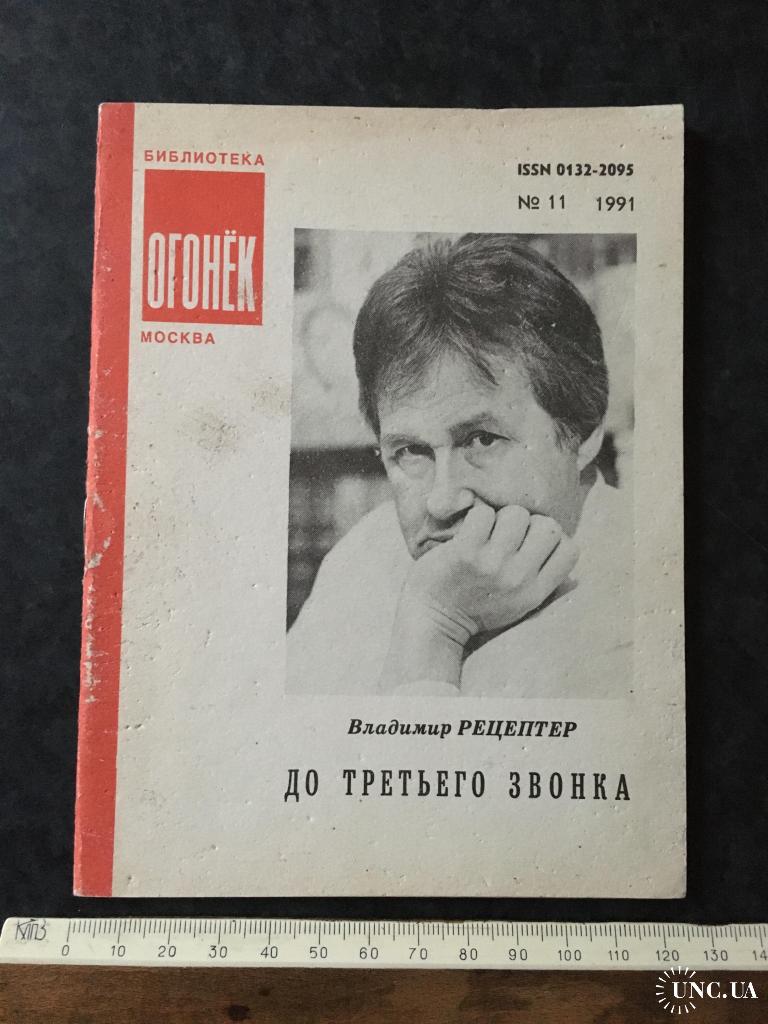 БИБЛИОТЕКА
ОГОНЁК
МОСКВА
ISSN 0132-2095
№ 11 1991
Владимир РЕЦЕПТЕР
ДО ТРЕТЬЕГО ЗВОНКА
0 10 20 30 40 50 60 70 80 90 100 110 120 130 14
UNC.UA